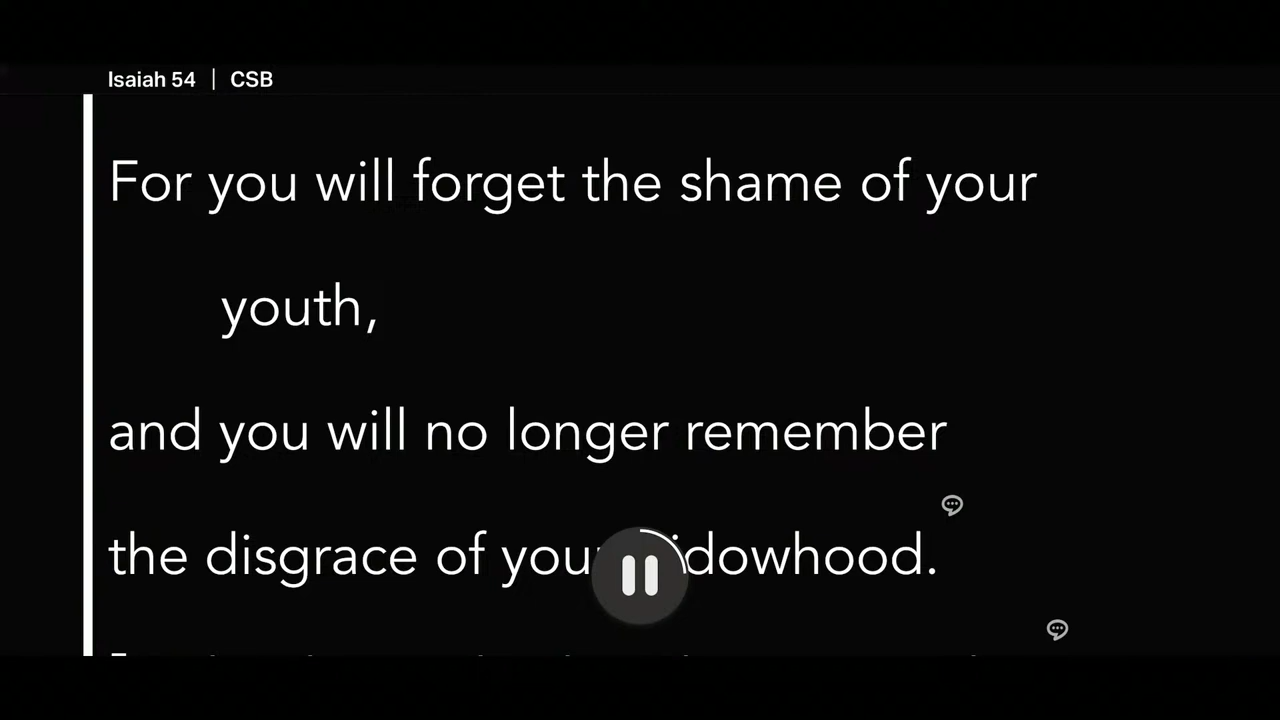 Isaiah 54 | CSB
For you will forget the shame of your
youth,
and you will no longer remember
the disgrace of your